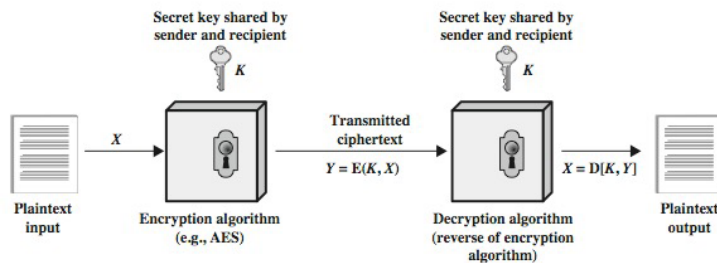 Secret key shared by
sender and recipient
K
Secret key shared by
sender and recipient
K
Plaintext
input
X
Encryption algorithm
(e.g., AES)
Transmitted
ciphertext
Y = E(K, X)
Decryption algorithm
(reverse of encryption
algorithm)
X = D[K, Y]
Plaintext
output